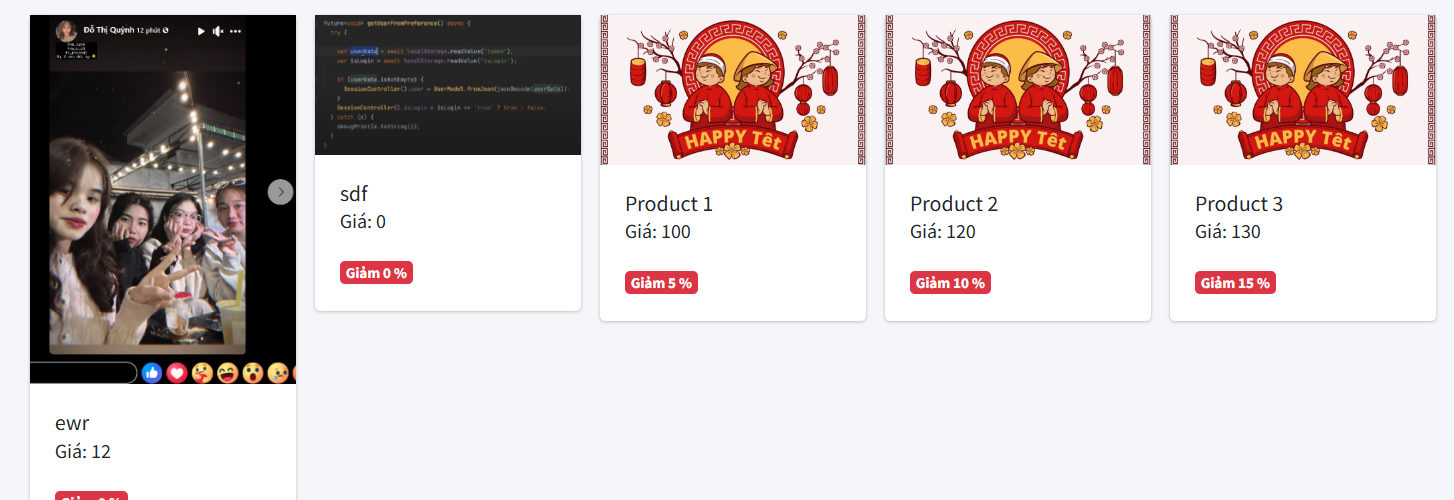 Đỗ Thị Quỳnh 12 phút
ewr
Giá: 12
Giảm 0 %
Future<void> getUserFromPreference() async {
try {
var userData = await localStorage.readValue('token');
var isLogin = await localStorage.readValue('isLogin');
if (userData.isNotEmpty) {
SessionController().user = UserModel.fromJson(jsonDecode(userData));
}
SessionController().isLogin = isLogin == 'true' ? true : false;
} catch (e) {
debugPrint(e.toString());
}
}
sdf
Giá: 0
Giảm 0 %
HAPPY Tết
Product 1
Giá: 100
Giảm 5 %
HAPPY Tết
Product 2
Giá: 120
Giảm 10 %
HAPPY Tết
Product 3
Giá: 130
Giảm 15 %